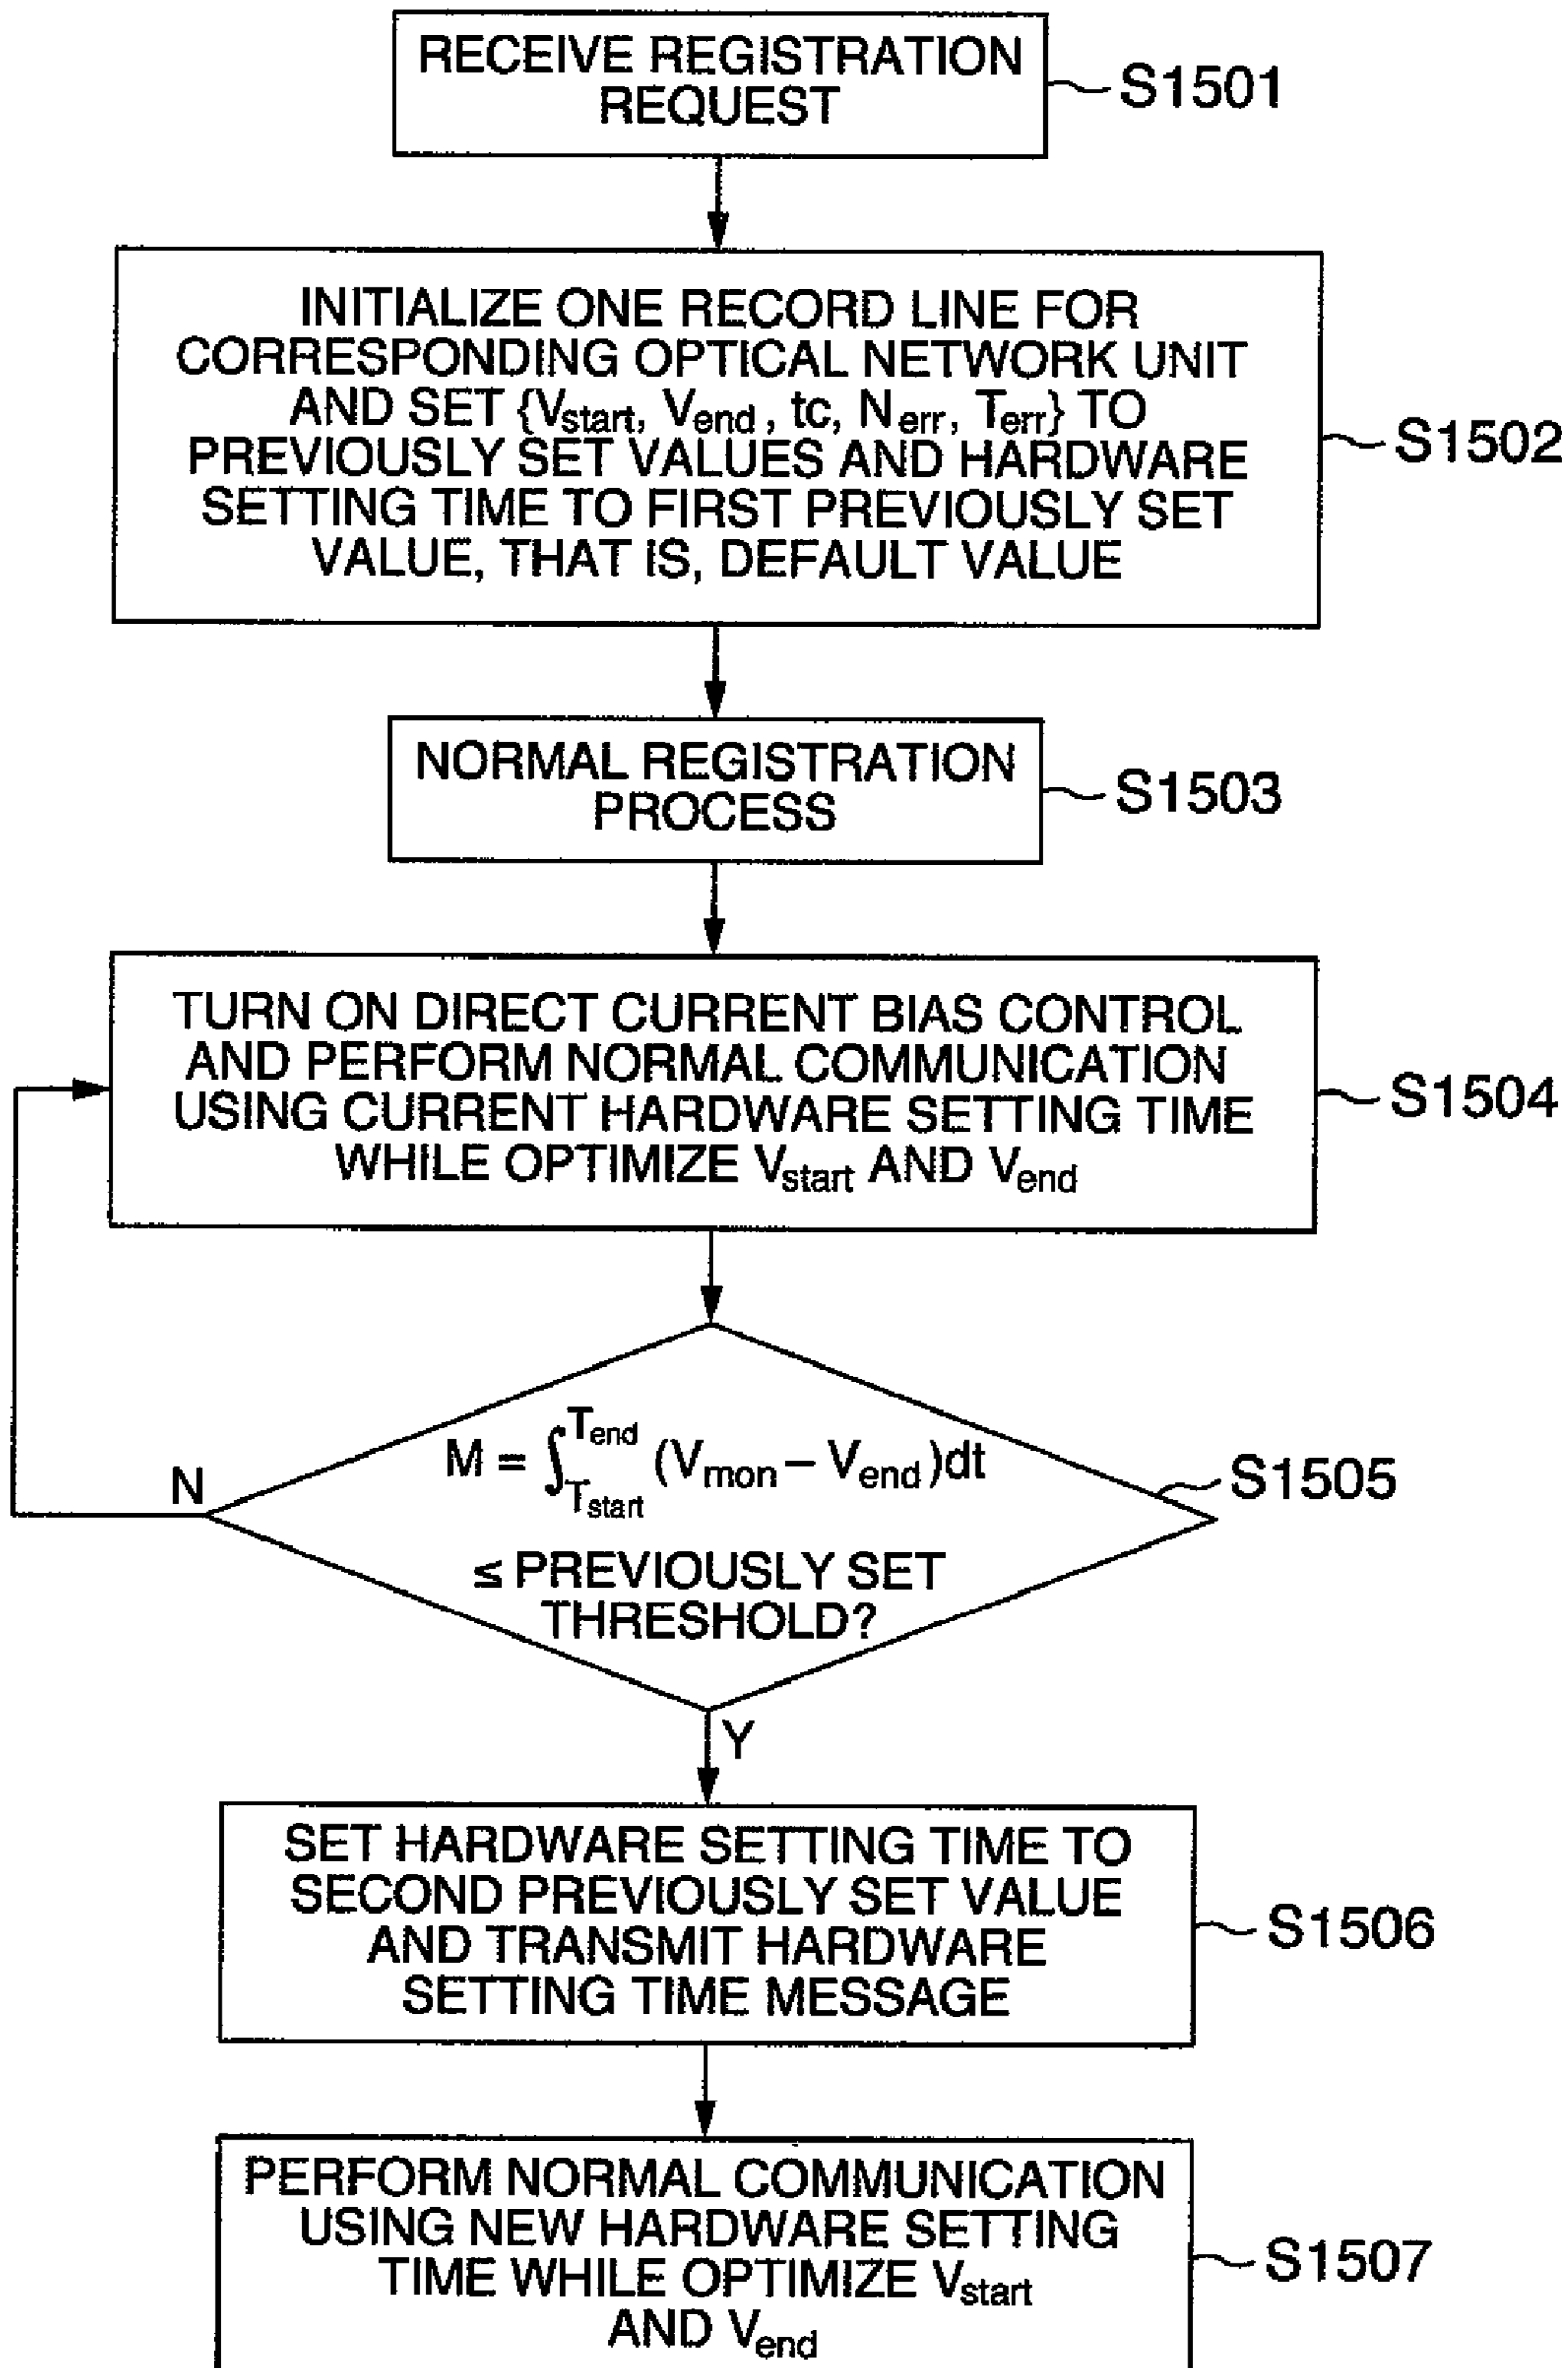 RECEIVE REGISTRATION
REQUEST
S1501
INITIALIZE ONE RECORD LINE FOR
CORRESPONDING OPTICAL NETWORK UNIT
AND SET {Vstart, Vend, tc, Nerr, Terr} TO
PREVIOUSLY SET VALUES AND HARDWARE
SETTING TIME TO FIRST PREVIOUSLY SET
VALUE, THAT IS, DEFAULT VALUE
S1502
NORMAL REGISTRATION
PROCESS
S1503
TURN ON DIRECT CURRENT BIAS CONTROL
AND PERFORM NORMAL COMMUNICATION
USING CURRENT HARDWARE SETTING TIME
WHILE OPTIMIZE Vstart AND Vend
S1504
M = ∫_{Tstart}^{Tend} (Vmon – Vend)dt
≤ PREVIOUSLY SET
THRESHOLD?
S1505
N
Y
SET HARDWARE SETTING TIME TO
SECOND PREVIOUSLY SET VALUE
AND TRANSMIT HARDWARE
SETTING TIME MESSAGE
S1506
PERFORM NORMAL COMMUNICATION
USING NEW HARDWARE SETTING
TIME WHILE OPTIMIZE Vstart
AND Vend
S1507